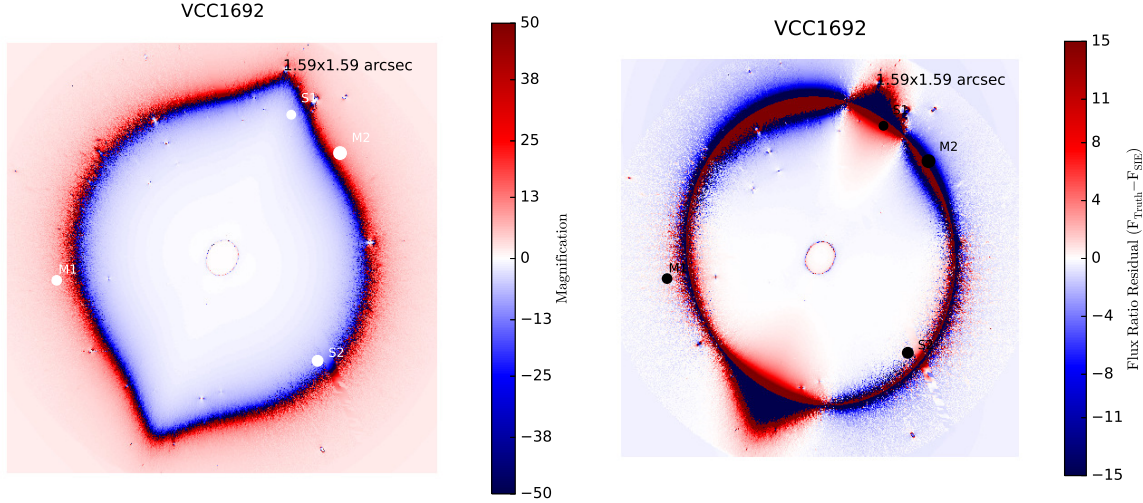 VCC1692
1.59x1.59 arcsec
S1
M2
M1
S2
50
38
25
13
0
−13
−25
−38
−50
Magnification
VCC1692
1.59x1.59 arcsec
M2
S2
15
11
8
4
0
−4
−8
−11
−15
Flux Ratio Residual (F_Truth−F_SIE)